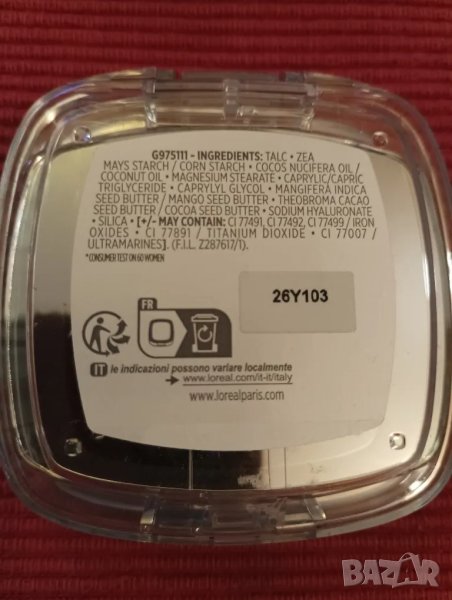 G975111 - INGREDIENTS: TALC • ZEA
MAYS STARCH / CORN STARCH • COCOS NUCIFERA OIL /
COCONUT OIL • MAGNESIUM STEARATE • CAPRYLIC/CAPRIC
TRIGLYCERIDE • CAPRYLYL GLYCOL • MANGIFERA INDICA
SEED BUTTER / MANGO SEED BUTTER • THEOBROMA CACAO
SEED BUTTER / COCOA SEED BUTTER • SODIUM HYALURONATE
• SILICA • [+/- MAY CONTAIN: CI 77491, CI 77492, CI 77499 / IRON
OXIDES • CI 77891 / TITANIUM DIOXIDE • CI 77007 /
ULTRAMARINES]. (F.I.L. Z287617/1).
*CONSUMER TEST ON 60 WOMEN
26Y103
FR
IT le indicazioni possono variare localmente
www.loreal.com/it-it/italy
www.lorealparis.com
BAZAR